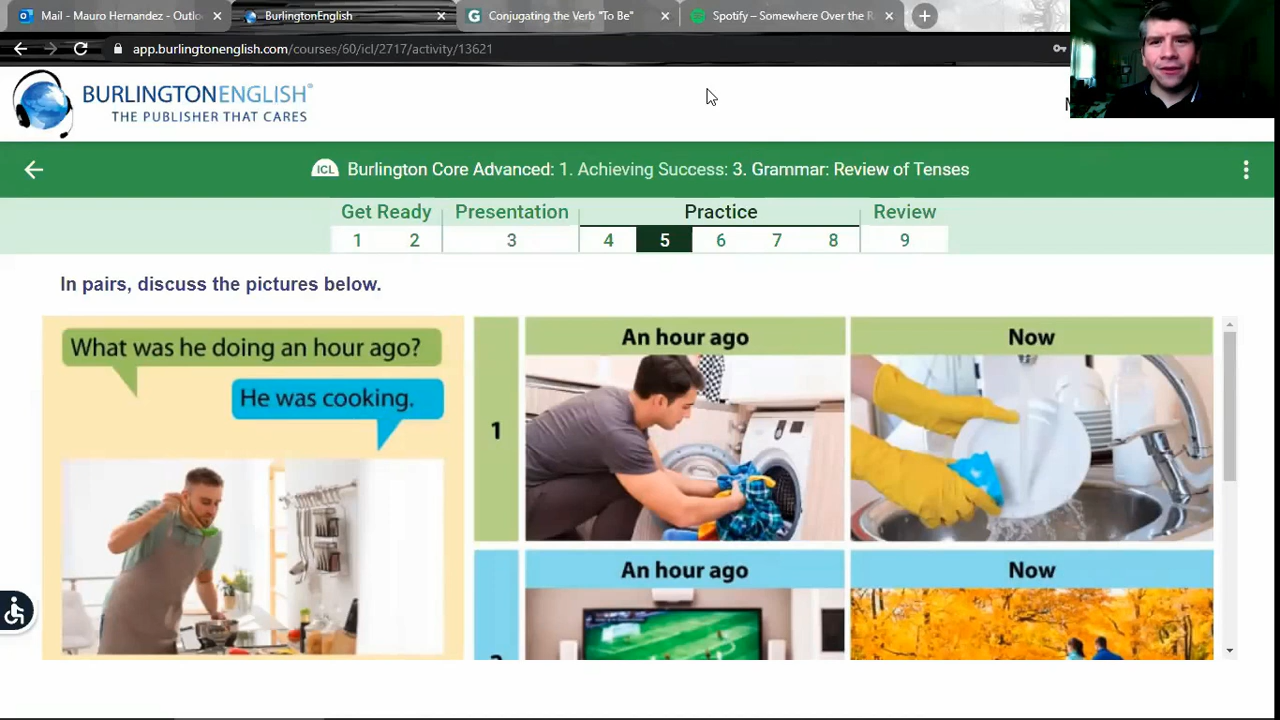 Mail - Mauro Hernandez - Outlo
BurlingtonEnglish
Conjugating the Verb "To Be"
Spotify – Somewhere Over the R
app.burlingtonenglish.com/courses/60/icl/2717/activity/13621
BURLINGTONENGLISH®
THE PUBLISHER THAT CARES
ICL Burlington Core Advanced: 1. Achieving Success: 3. Grammar: Review of Tenses
Get Ready Presentation Practice Review
1 2 3 4 5 6 7 8 9
In pairs, discuss the pictures below.
What was he doing an hour ago?
He was cooking.
An hour ago Now
1
An hour ago Now